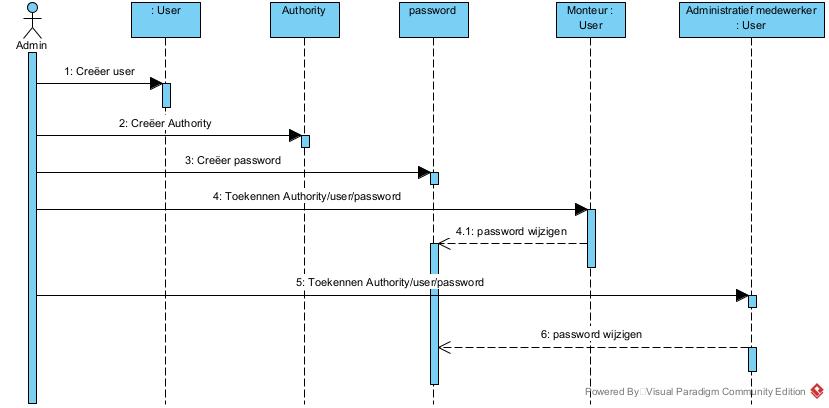 : User
Authority
password
Monteur :
User
Administratief medewerker
: User
Admin
1: Creëer user
2: Creëer Authority
3: Creëer password
4: Toekennen Authority/user/password
4.1: password wijzigen
5: Toekennen Authority/user/password
6: password wijzigen
Powered By□Visual Paradigm Community Edition